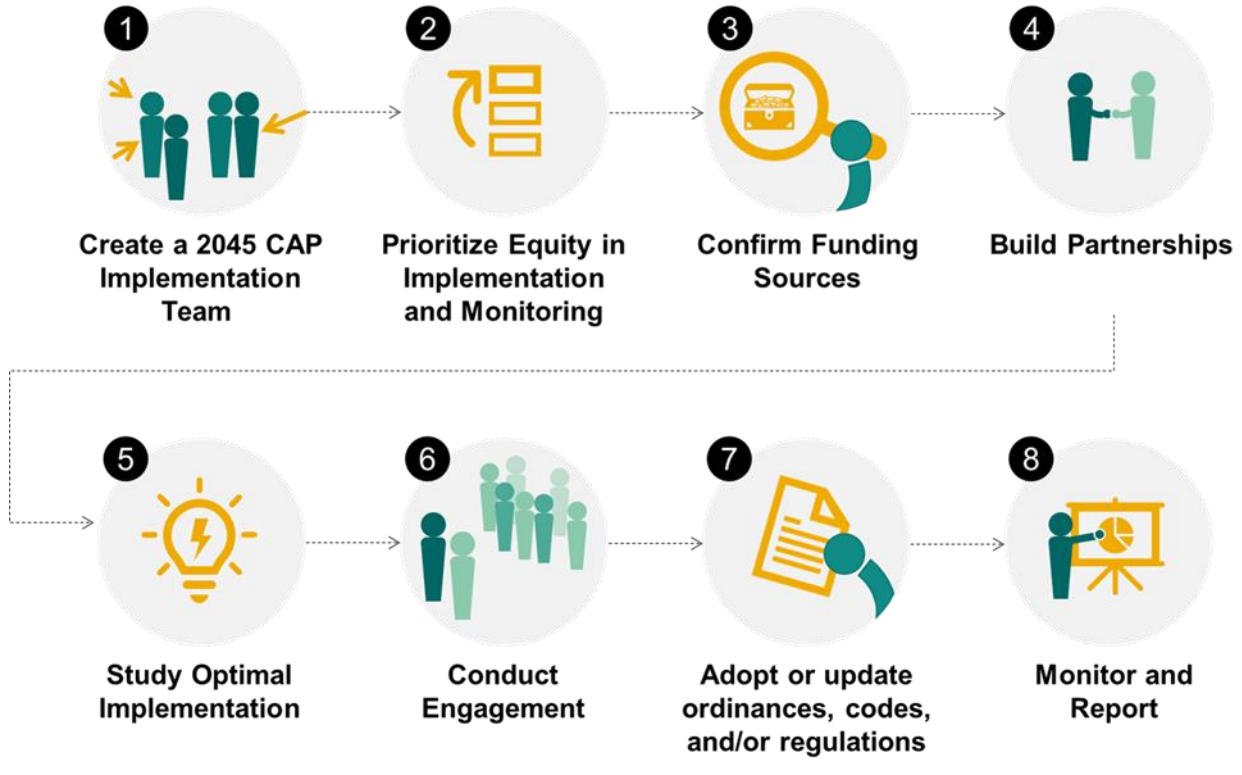 1
Create a 2045 CAP
Implementation
Team
2
Prioritize Equity in
Implementation
and Monitoring
3
Confirm Funding
Sources
4
Build Partnerships
5
Study Optimal
Implementation
6
Conduct
Engagement
7
Adopt or update
ordinances, codes,
and/or regulations
8
Monitor and
Report